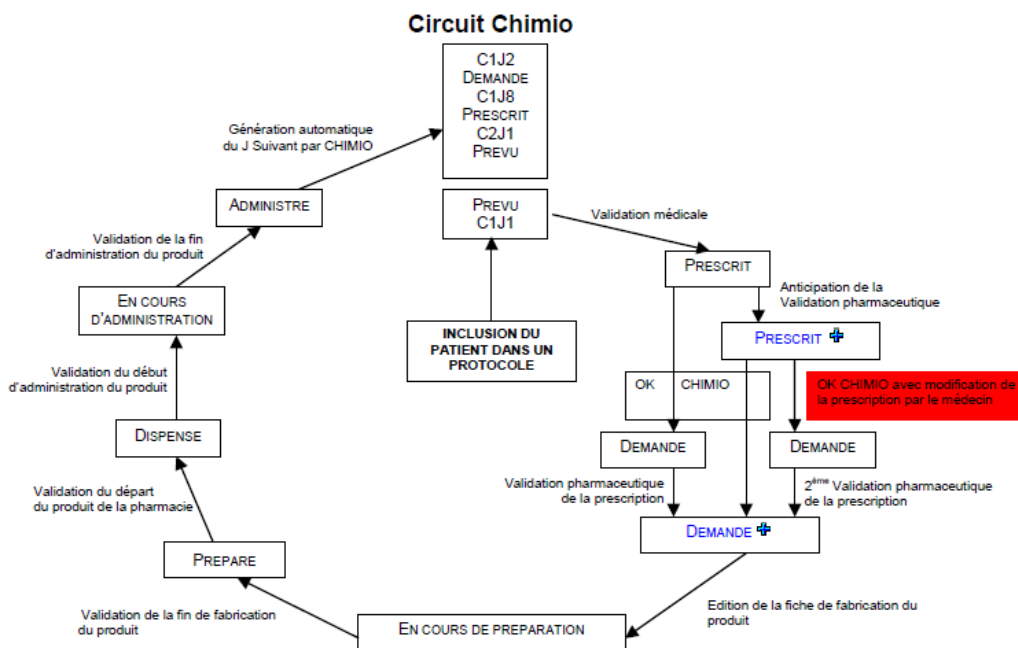 Circuit Chimio
C1J2
DEMANDE
C1J8
PRESCRIT
C2J1
PREVU
Génération automatique
du J Suivant par CHIMIO
ADMINISTRE
PREVU
C1J1
Validation médicale
Validation de la fin
d'administration du produit
PRESCRIT
EN COURS
D'ADMINISTRATION
Anticipation de la
Validation pharmaceutique
INCLUSION DU
PATIENT DANS UN
PROTOCOLE
PRESCRIT
Validation du début
d'administration du produit
OK CHIMIO
OK CHIMIO avec modification de
la prescription par le médecin
DISPENSE
DEMANDE
DEMANDE
Validation du départ
du produit de la pharmacie
Validation pharmaceutique
de la prescription
2ème Validation pharmaceutique
de la prescription
DEMANDE
PREPARE
Validation de la fin de fabrication
du produit
EN COURS DE PREPARATION
Edition de la fiche de fabrication du
produit